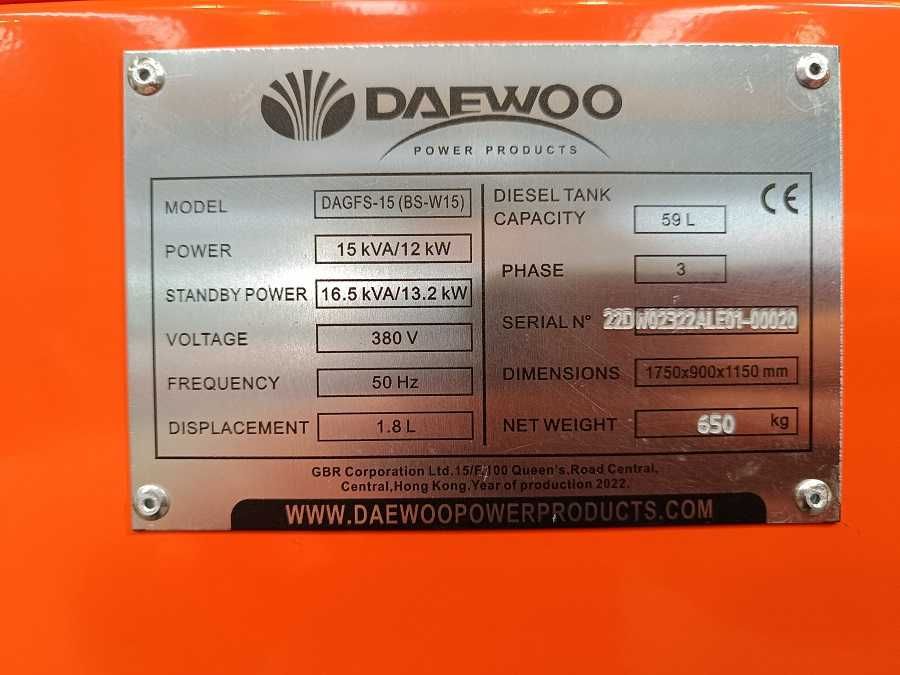 DAEWOO
POWER PRODUCTS
MODEL DAGFS-15 (BS-W15)
POWER 15 kVA/12 kW
STANDBY POWER 16.5 kVA/13.2 kW
VOLTAGE 380 V
FREQUENCY 50 Hz
DISPLACEMENT 1.8 L
CE
DIESEL TANK
CAPACITY 59 L
PHASE 3
SERIAL N° 22DW02322ALE01-00020
DIMENSIONS 1750x900x1150 mm
NET WEIGHT 650 kg
GBR Corporation Ltd.15/F,100 Queen's,Road Central,
Central,Hong Kong.Year of production 2022.
WWW.DAEWOOPOWERPRODUCTS.COM